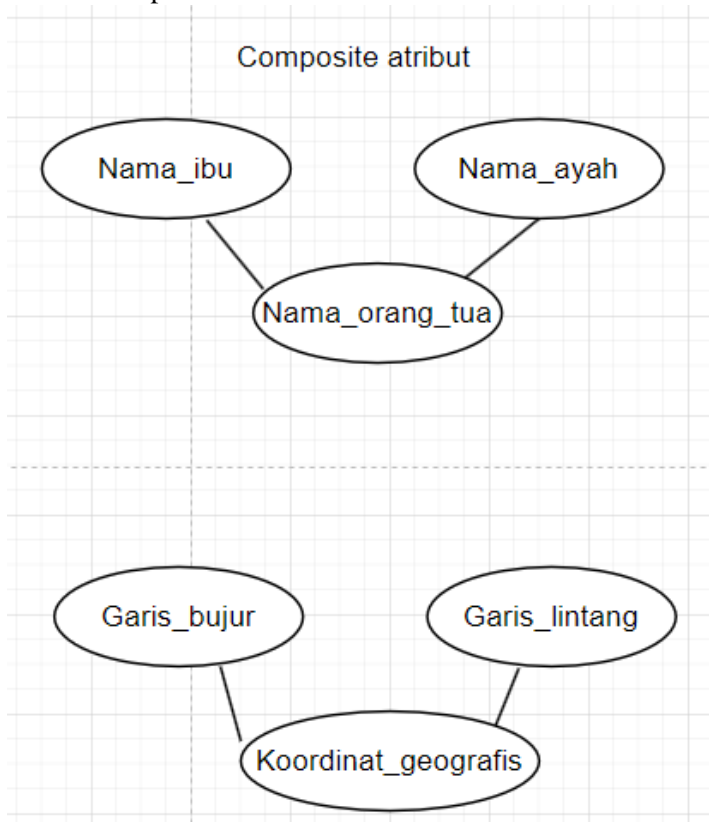 Composite atribut
Nama_ibu
Nama_ayah
Nama_orang_tua
Garis_bujur
Garis_lintang
Koordinat_geografis